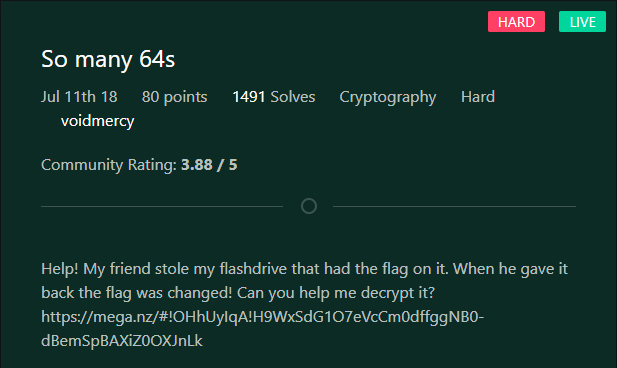 HARD LIVE
So many 64s
Jul 11th 18 80 points 1491 Solves Cryptography Hard
voidmercy
Community Rating: 3.88 / 5
Help! My friend stole my flashdrive that had the flag on it. When he gave it
back the flag was changed! Can you help me decrypt it?
https://mega.nz/#!OHhUyIqA!H9WxSdG1O7eVcCm0dffggNB0-
dBemSpBAXiZ0OXJnLk